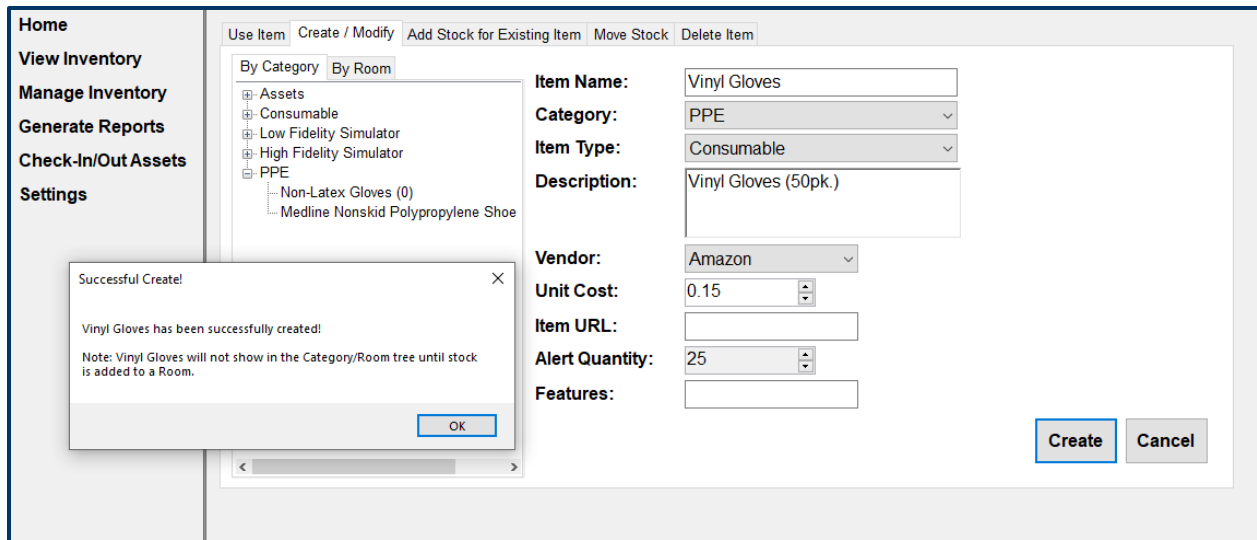 Home
View Inventory
Manage Inventory
Generate Reports
Check-In/Out Assets
Settings
Use Item
Create / Modify
Add Stock for Existing Item
Move Stock
Delete Item
By Category
By Room
Assets
Consumable
Low Fidelity Simulator
High Fidelity Simulator
PPE
Non-Latex Gloves (0)
Medline Nonskid Polypropylene Shoe
Item Name:
Vinyl Gloves
Category:
PPE
Item Type:
Consumable
Description:
Vinyl Gloves (50pk.)
Vendor:
Amazon
Unit Cost:
0.15
Item URL:
Alert Quantity:
25
Features:
Create
Cancel
Successful Create!
Vinyl Gloves has been successfully created!
Note: Vinyl Gloves will not show in the Category/Room tree until stock
is added to a Room.
OK